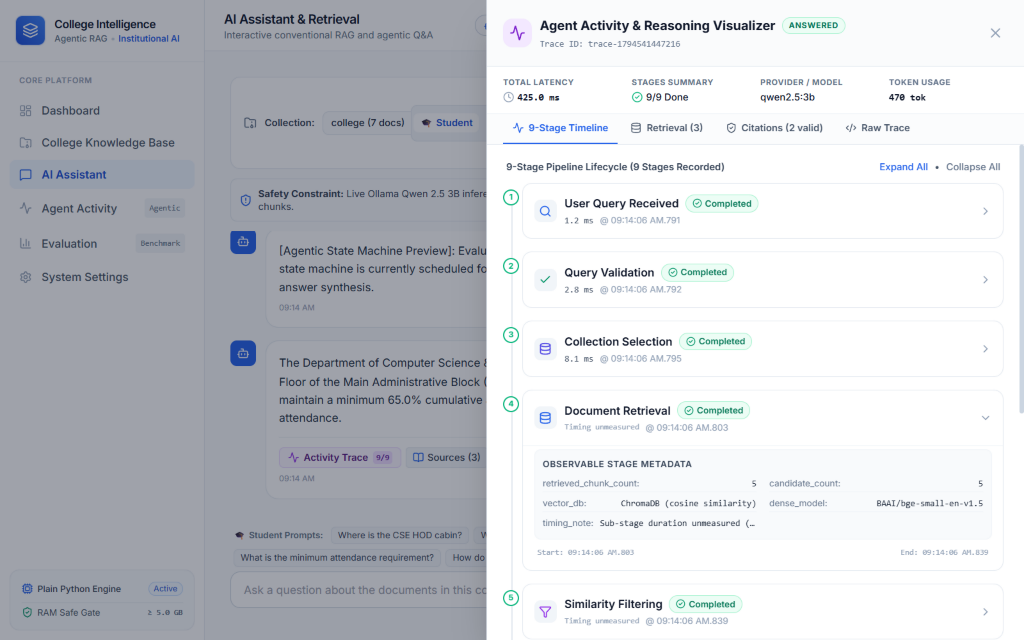 College Intelligence
Agentic RAG • Institutional AI
CORE PLATFORM
Dashboard
College Knowledge Base
AI Assistant
Agent Activity
Agentic
Evaluation
Benchmark
System Settings
Plain Python Engine
Active
RAM Safe Gate
≥ 5.0 GB
AI Assistant & Retrieval
Interactive conventional RAG and agentic Q&A
Collection:
college (7 docs)
Student
Safety Constraint: Live Ollama Qwen 2.5 3B infere
chunks.
[Agentic State Machine Preview]: Evalu
state machine is currently scheduled fo
answer synthesis.
09:14 AM
The Department of Computer Science &
Floor of the Main Administrative Block (
maintain a minimum 65.0% cumulative
attendance.
Activity Trace 9/9
Sources (3)
09:14 AM
Student Prompts:
Where is the CSE HOD cabin?
What is the minimum attendance requirement?
How do
Ask a question about the documents in this co
Agent Activity & Reasoning Visualizer
ANSWERED
Trace ID: trace-1794541447216
TOTAL LATENCY
425.0 ms
STAGES SUMMARY
9/9 Done
PROVIDER / MODEL
qwen2.5:3b
TOKEN USAGE
470 tok
9-Stage Timeline
Retrieval (3)
Citations (2 valid)
Raw Trace
9-Stage Pipeline Lifecycle (9 Stages Recorded)
Expand All • Collapse All
1
User Query Received
Completed
1.2 ms @ 09:14:06 AM.791
2
Query Validation
Completed
2.8 ms @ 09:14:06 AM.792
3
Collection Selection
Completed
8.1 ms @ 09:14:06 AM.795
4
Document Retrieval
Completed
Timing unmeasured @ 09:14:06 AM.803
OBSERVABLE STAGE METADATA
retrieved_chunk_count: 5
candidate_count: 5
vector_db: ChromaDB (cosine similarity)
dense_model: BAAI/bge-small-en-v1.5
timing_note: Sub-stage duration unmeasured (…
Start: 09:14:06 AM.803
End: 09:14:06 AM.839
5
Similarity Filtering
Completed
Timing unmeasured @ 09:14:06 AM.839